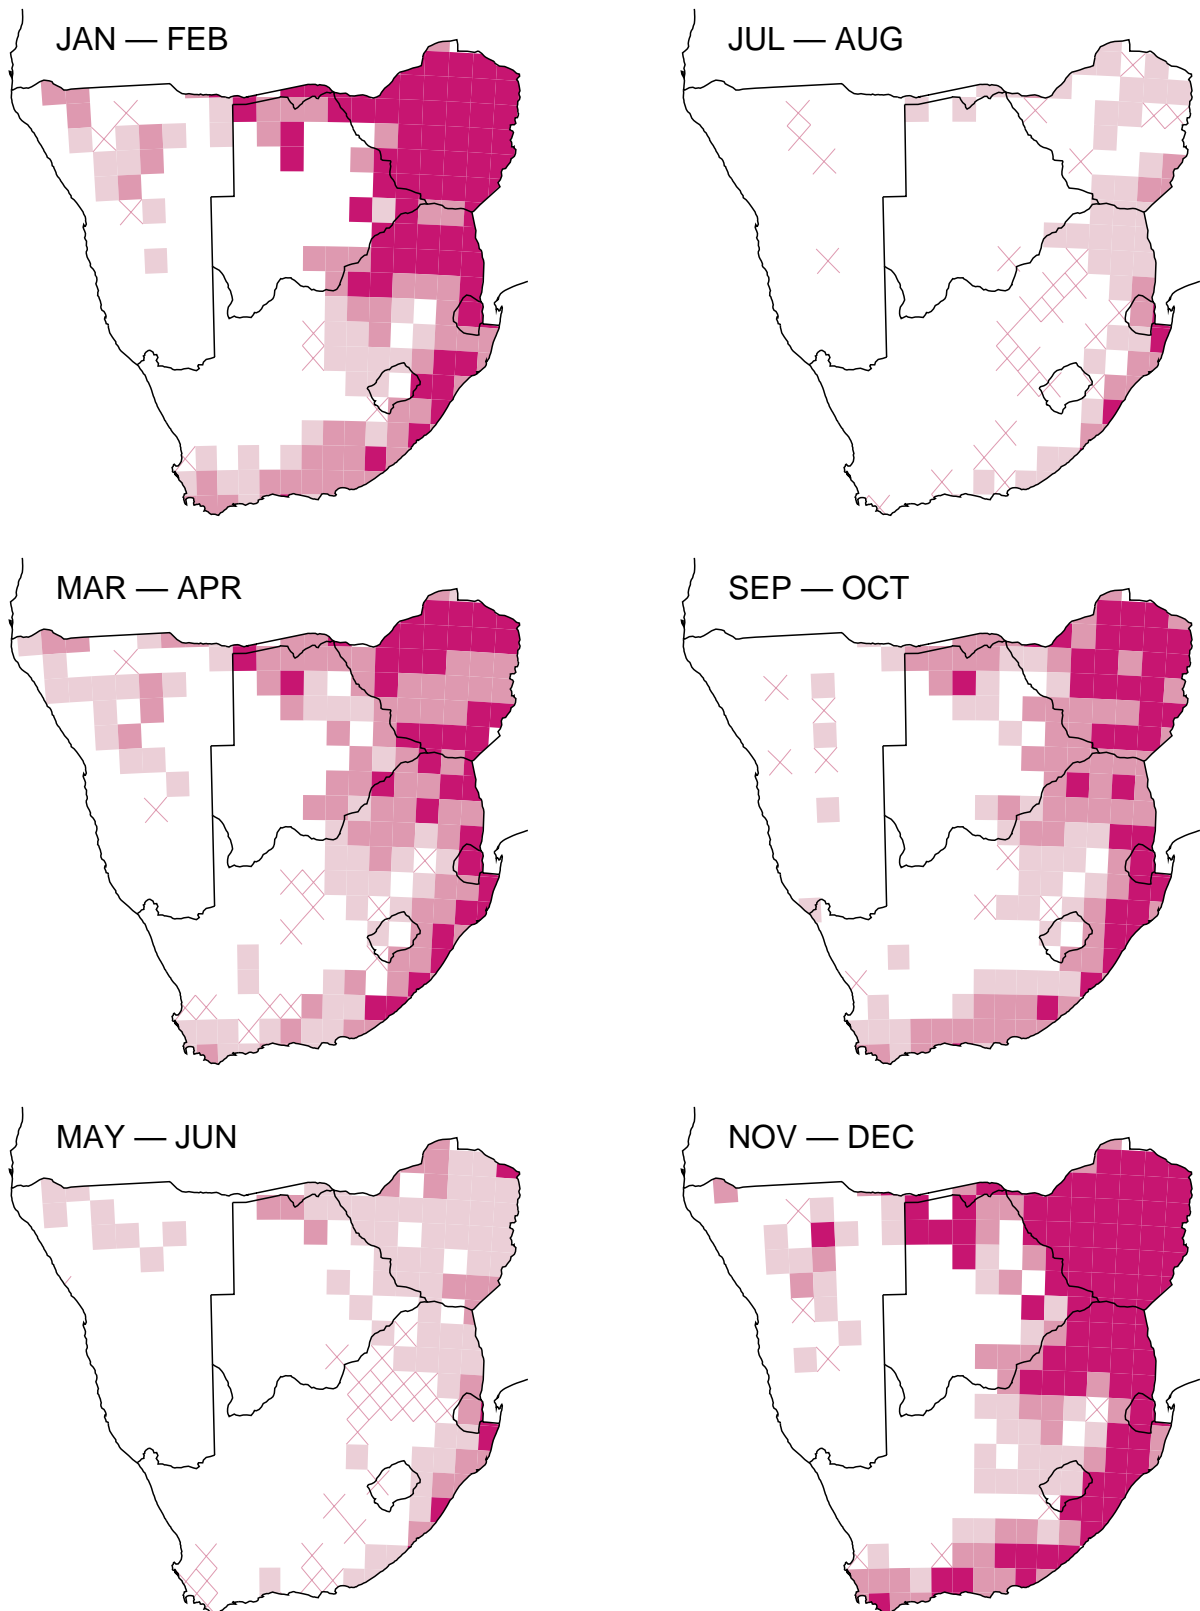 JAN — FEB
JUL — AUG
MAR — APR
SEP — OCT
MAY — JUN
NOV — DEC